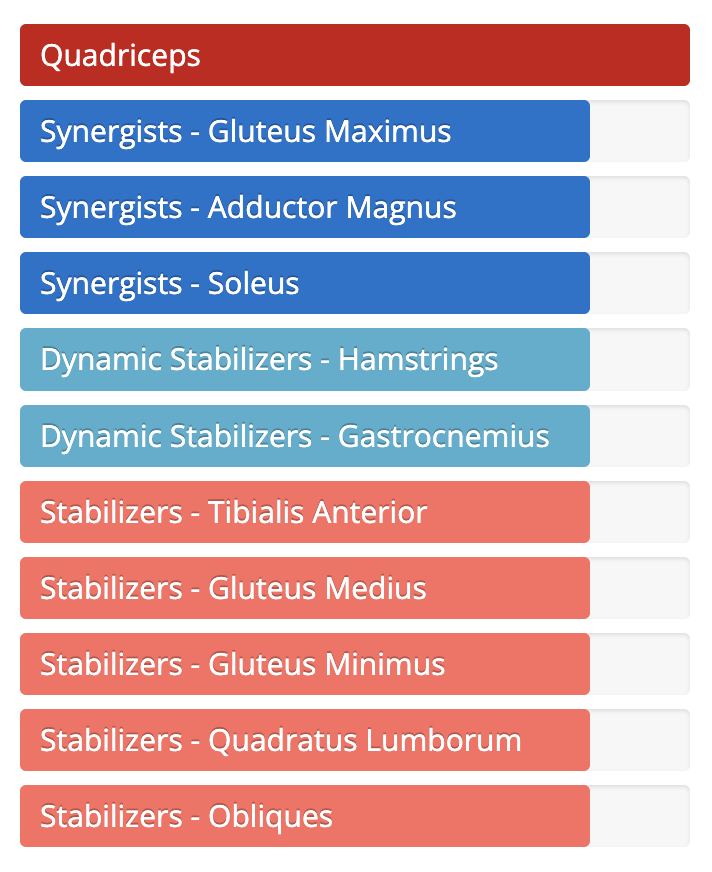 Quadriceps
Synergists - Gluteus Maximus
Synergists - Adductor Magnus
Synergists - Soleus
Dynamic Stabilizers - Hamstrings
Dynamic Stabilizers - Gastrocnemius
Stabilizers - Tibialis Anterior
Stabilizers - Gluteus Medius
Stabilizers - Gluteus Minimus
Stabilizers - Quadratus Lumborum
Stabilizers - Obliques